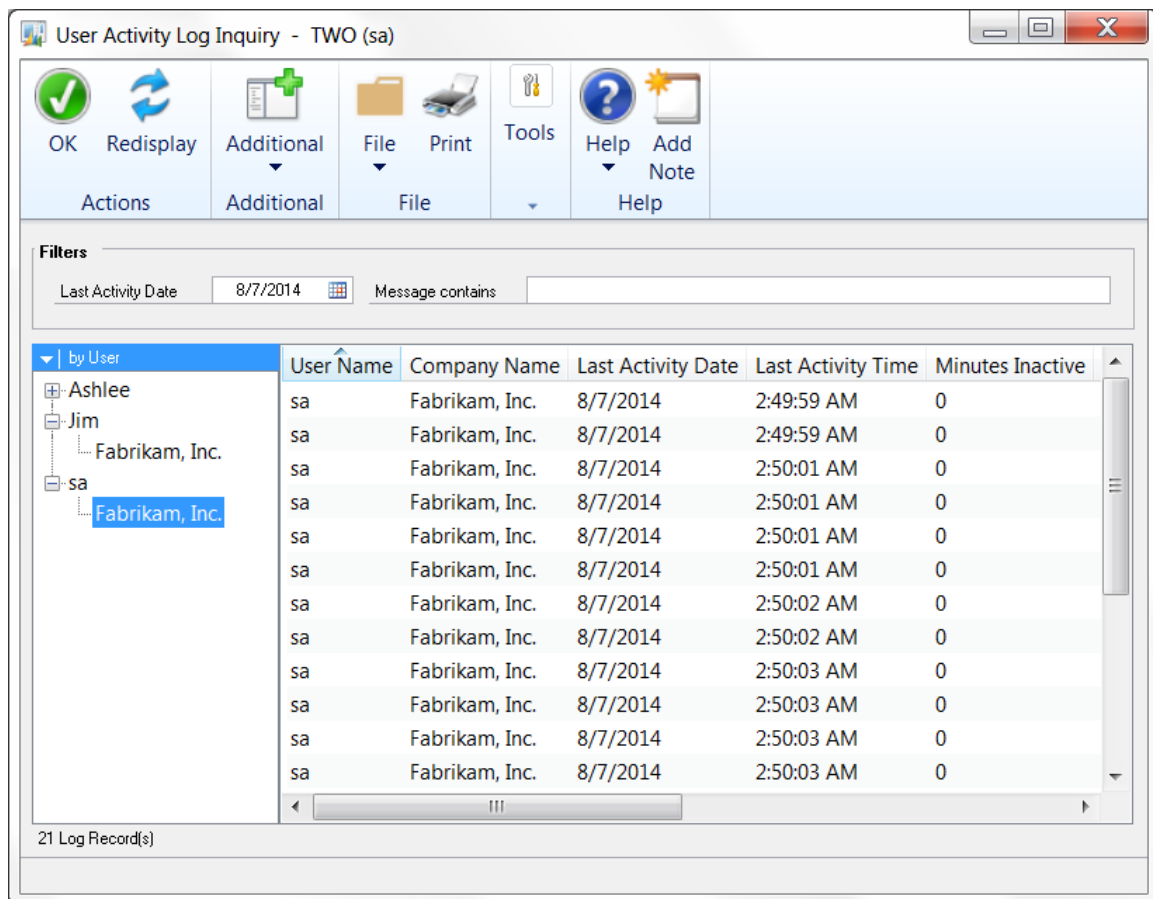 User Activity Log Inquiry - TWO (sa)
OK Redisplay Additional File Print Tools Help Add Note
Actions Additional File Help
Filters
Last Activity Date 8/7/2014 Message contains
by User
Ashlee
Jim
Fabrikam, Inc.
sa
Fabrikam, Inc.
User Name Company Name Last Activity Date Last Activity Time Minutes Inactive
sa Fabrikam, Inc. 8/7/2014 2:49:59 AM 0
sa Fabrikam, Inc. 8/7/2014 2:49:59 AM 0
sa Fabrikam, Inc. 8/7/2014 2:50:01 AM 0
sa Fabrikam, Inc. 8/7/2014 2:50:01 AM 0
sa Fabrikam, Inc. 8/7/2014 2:50:01 AM 0
sa Fabrikam, Inc. 8/7/2014 2:50:01 AM 0
sa Fabrikam, Inc. 8/7/2014 2:50:02 AM 0
sa Fabrikam, Inc. 8/7/2014 2:50:02 AM 0
sa Fabrikam, Inc. 8/7/2014 2:50:03 AM 0
sa Fabrikam, Inc. 8/7/2014 2:50:03 AM 0
sa Fabrikam, Inc. 8/7/2014 2:50:03 AM 0
sa Fabrikam, Inc. 8/7/2014 2:50:03 AM 0
21 Log Record(s)